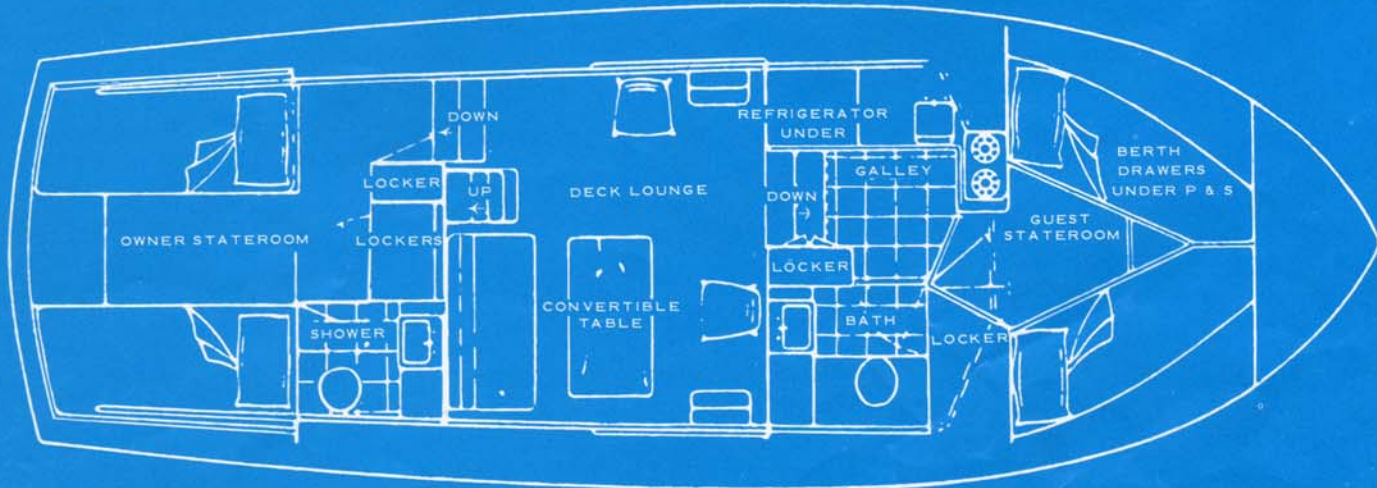 OWNER STATEROOM
DOWN
LOCKER
UP
LOCKERS
SHOWER
DECK LOUNGE
CONVERTIBLE
TABLE
REFRIGERATOR
UNDER
GALLEY
DOWN
LOCKER
BATH
LOCKER
GUEST
STATEROOM
BERTH
DRAWERS
UNDER P & S